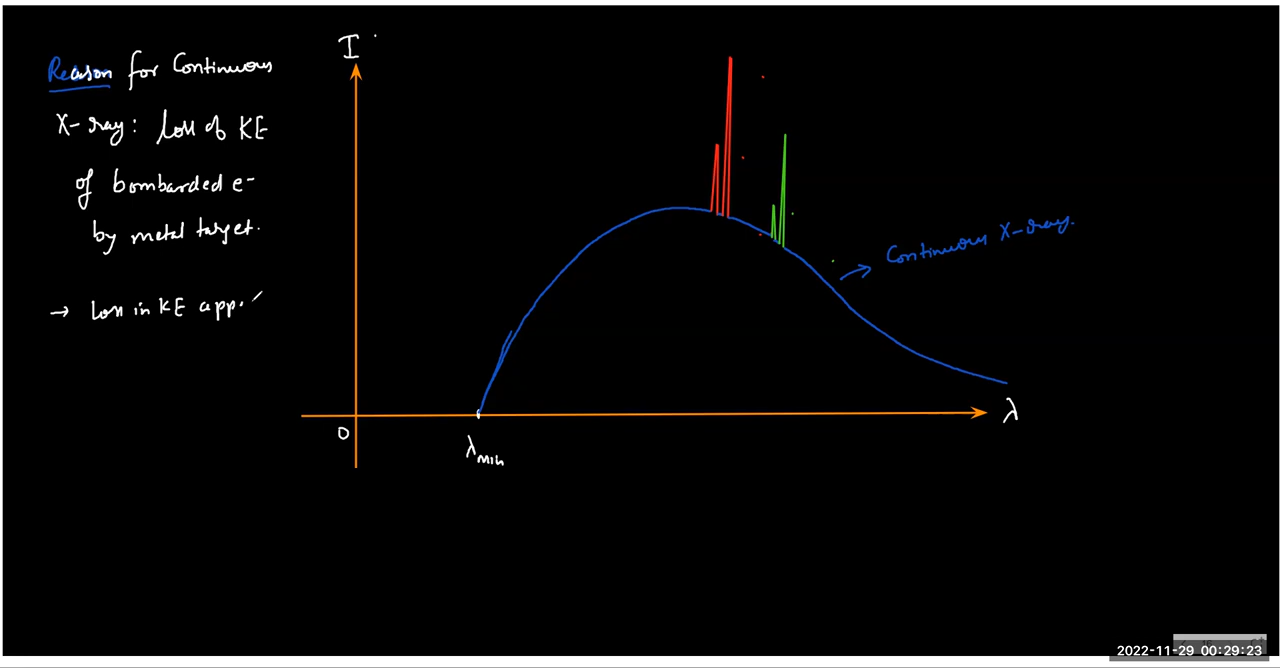 Reason for Continuous
X-ray: Loss of KE
of bombarded e-
by metal target.
→ Loss in KE app.
I
Continuous X-ray.
λ
0
λmin
2022-11-29 00:29:23